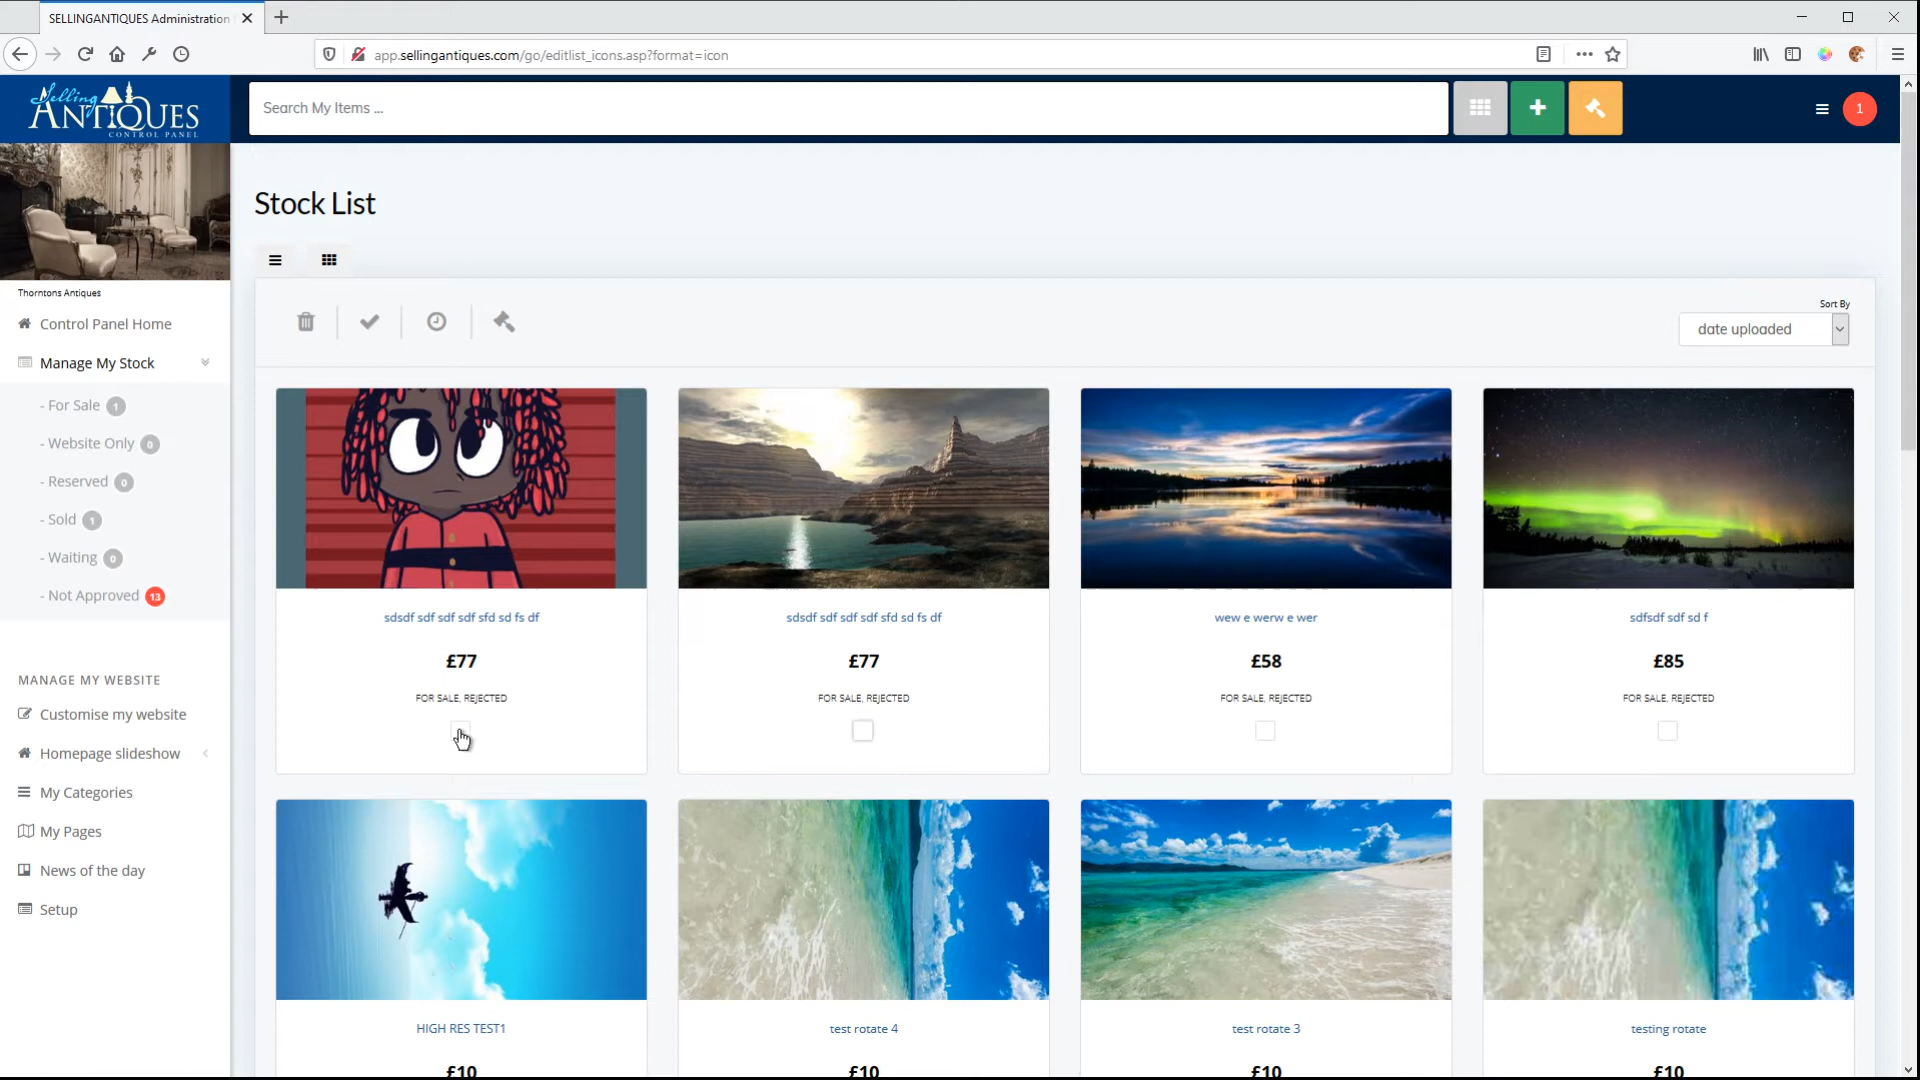 SELLINGANTIQUES Administration
app.sellingantiques.com/go/editlist_icons.asp?format=icon
Selling
ANTIQUES
CONTROL PANEL
Search My Items ...
1
Stock List
Thorntons Antiques
Control Panel Home
Manage My Stock
- For Sale 1
- Website Only 0
- Reserved 0
- Sold 1
- Waiting 0
- Not Approved 13
MANAGE MY WEBSITE
Customise my website
Homepage slideshow
My Categories
My Pages
News of the day
Setup
Sort By
date uploaded
sdsdf sdf sdf sdf sfd sd fs df
£77
FOR SALE, REJECTED
sdsdf sdf sdf sdf sfd sd fs df
£77
FOR SALE, REJECTED
wew e werw e wer
£58
FOR SALE, REJECTED
sdfsdf sdf sd f
£85
FOR SALE, REJECTED
HIGH RES TEST1
£10
test rotate 4
£10
test rotate 3
£10
testing rotate
£10